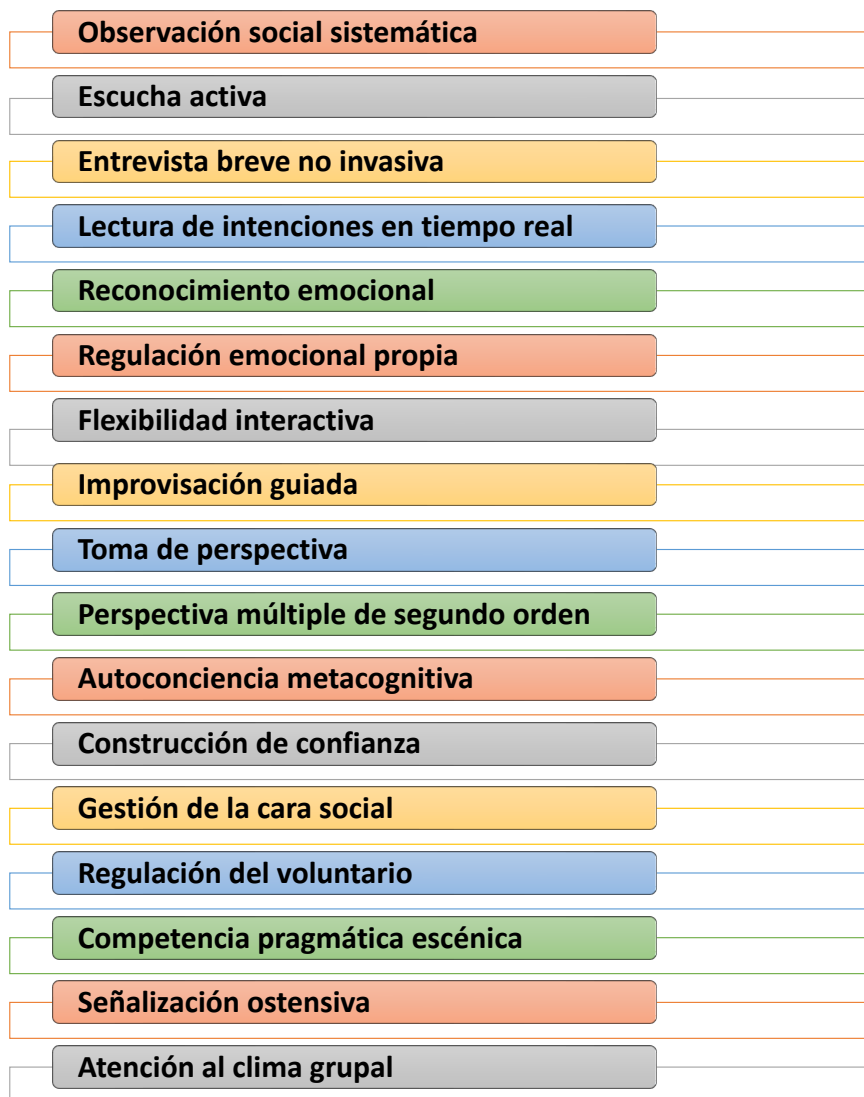 Observación social sistemática
Escucha activa
Entrevista breve no invasiva
Lectura de intenciones en tiempo real
Reconocimiento emocional
Regulación emocional propia
Flexibilidad interactiva
Improvisación guiada
Toma de perspectiva
Perspectiva múltiple de segundo orden
Autoconciencia metacognitiva
Construcción de confianza
Gestión de la cara social
Regulación del voluntario
Competencia pragmática escénica
Señalización ostensiva
Atención al clima grupal